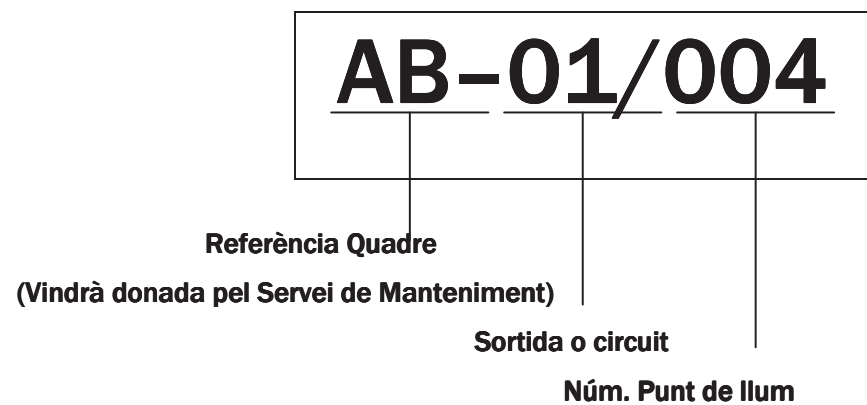 AB-01/004
Referència Quadre
(Vindrà donada pel Servei de Manteniment)
Sortida o circuit
Núm. Punt de llum